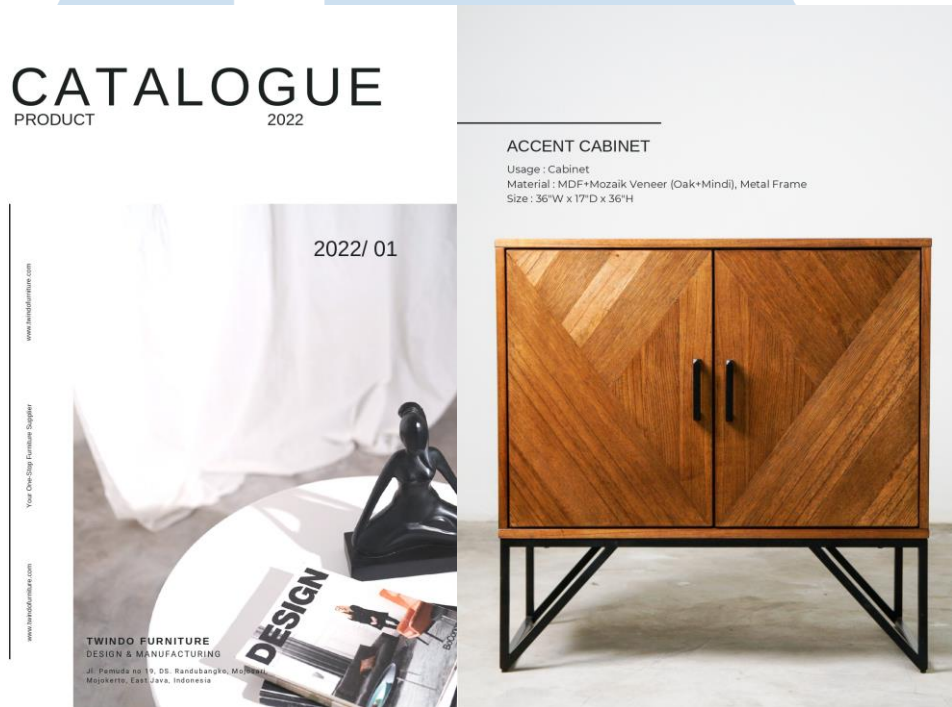 CATALOGUE
PRODUCT 2022
2022/ 01
www.twindofurniture.com
Your One-Stop Furniture Supplier
www.twindofurniture.com
DESIGN
TWINDO FURNITURE
DESIGN & MANUFACTURING
Jl. Pemuda no 19, DS. Randubangko, Mojosari,
Mojokerto, East Java, Indonesia
ACCENT CABINET
Usage : Cabinet
Material : MDF+Mozaik Veneer (Oak+Mindi), Metal Frame
Size : 36"W x 17"D x 36"H